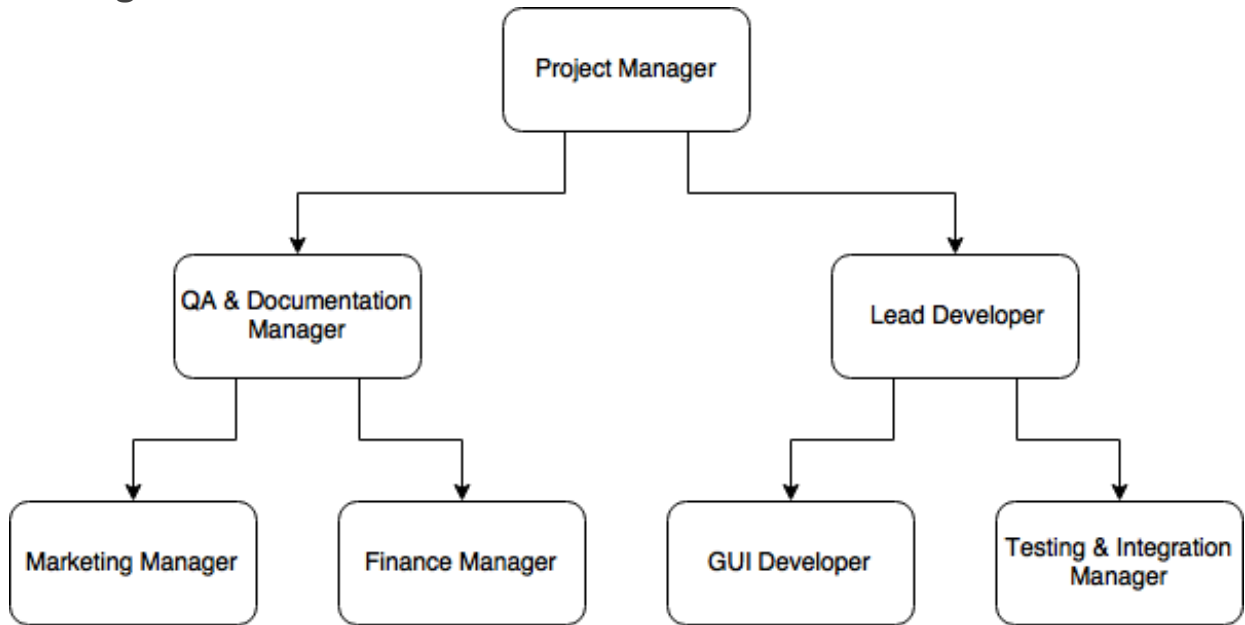 Project Manager
QA & Documentation
Manager
Lead Developer
Marketing Manager
Finance Manager
GUI Developer
Testing & Integration
Manager